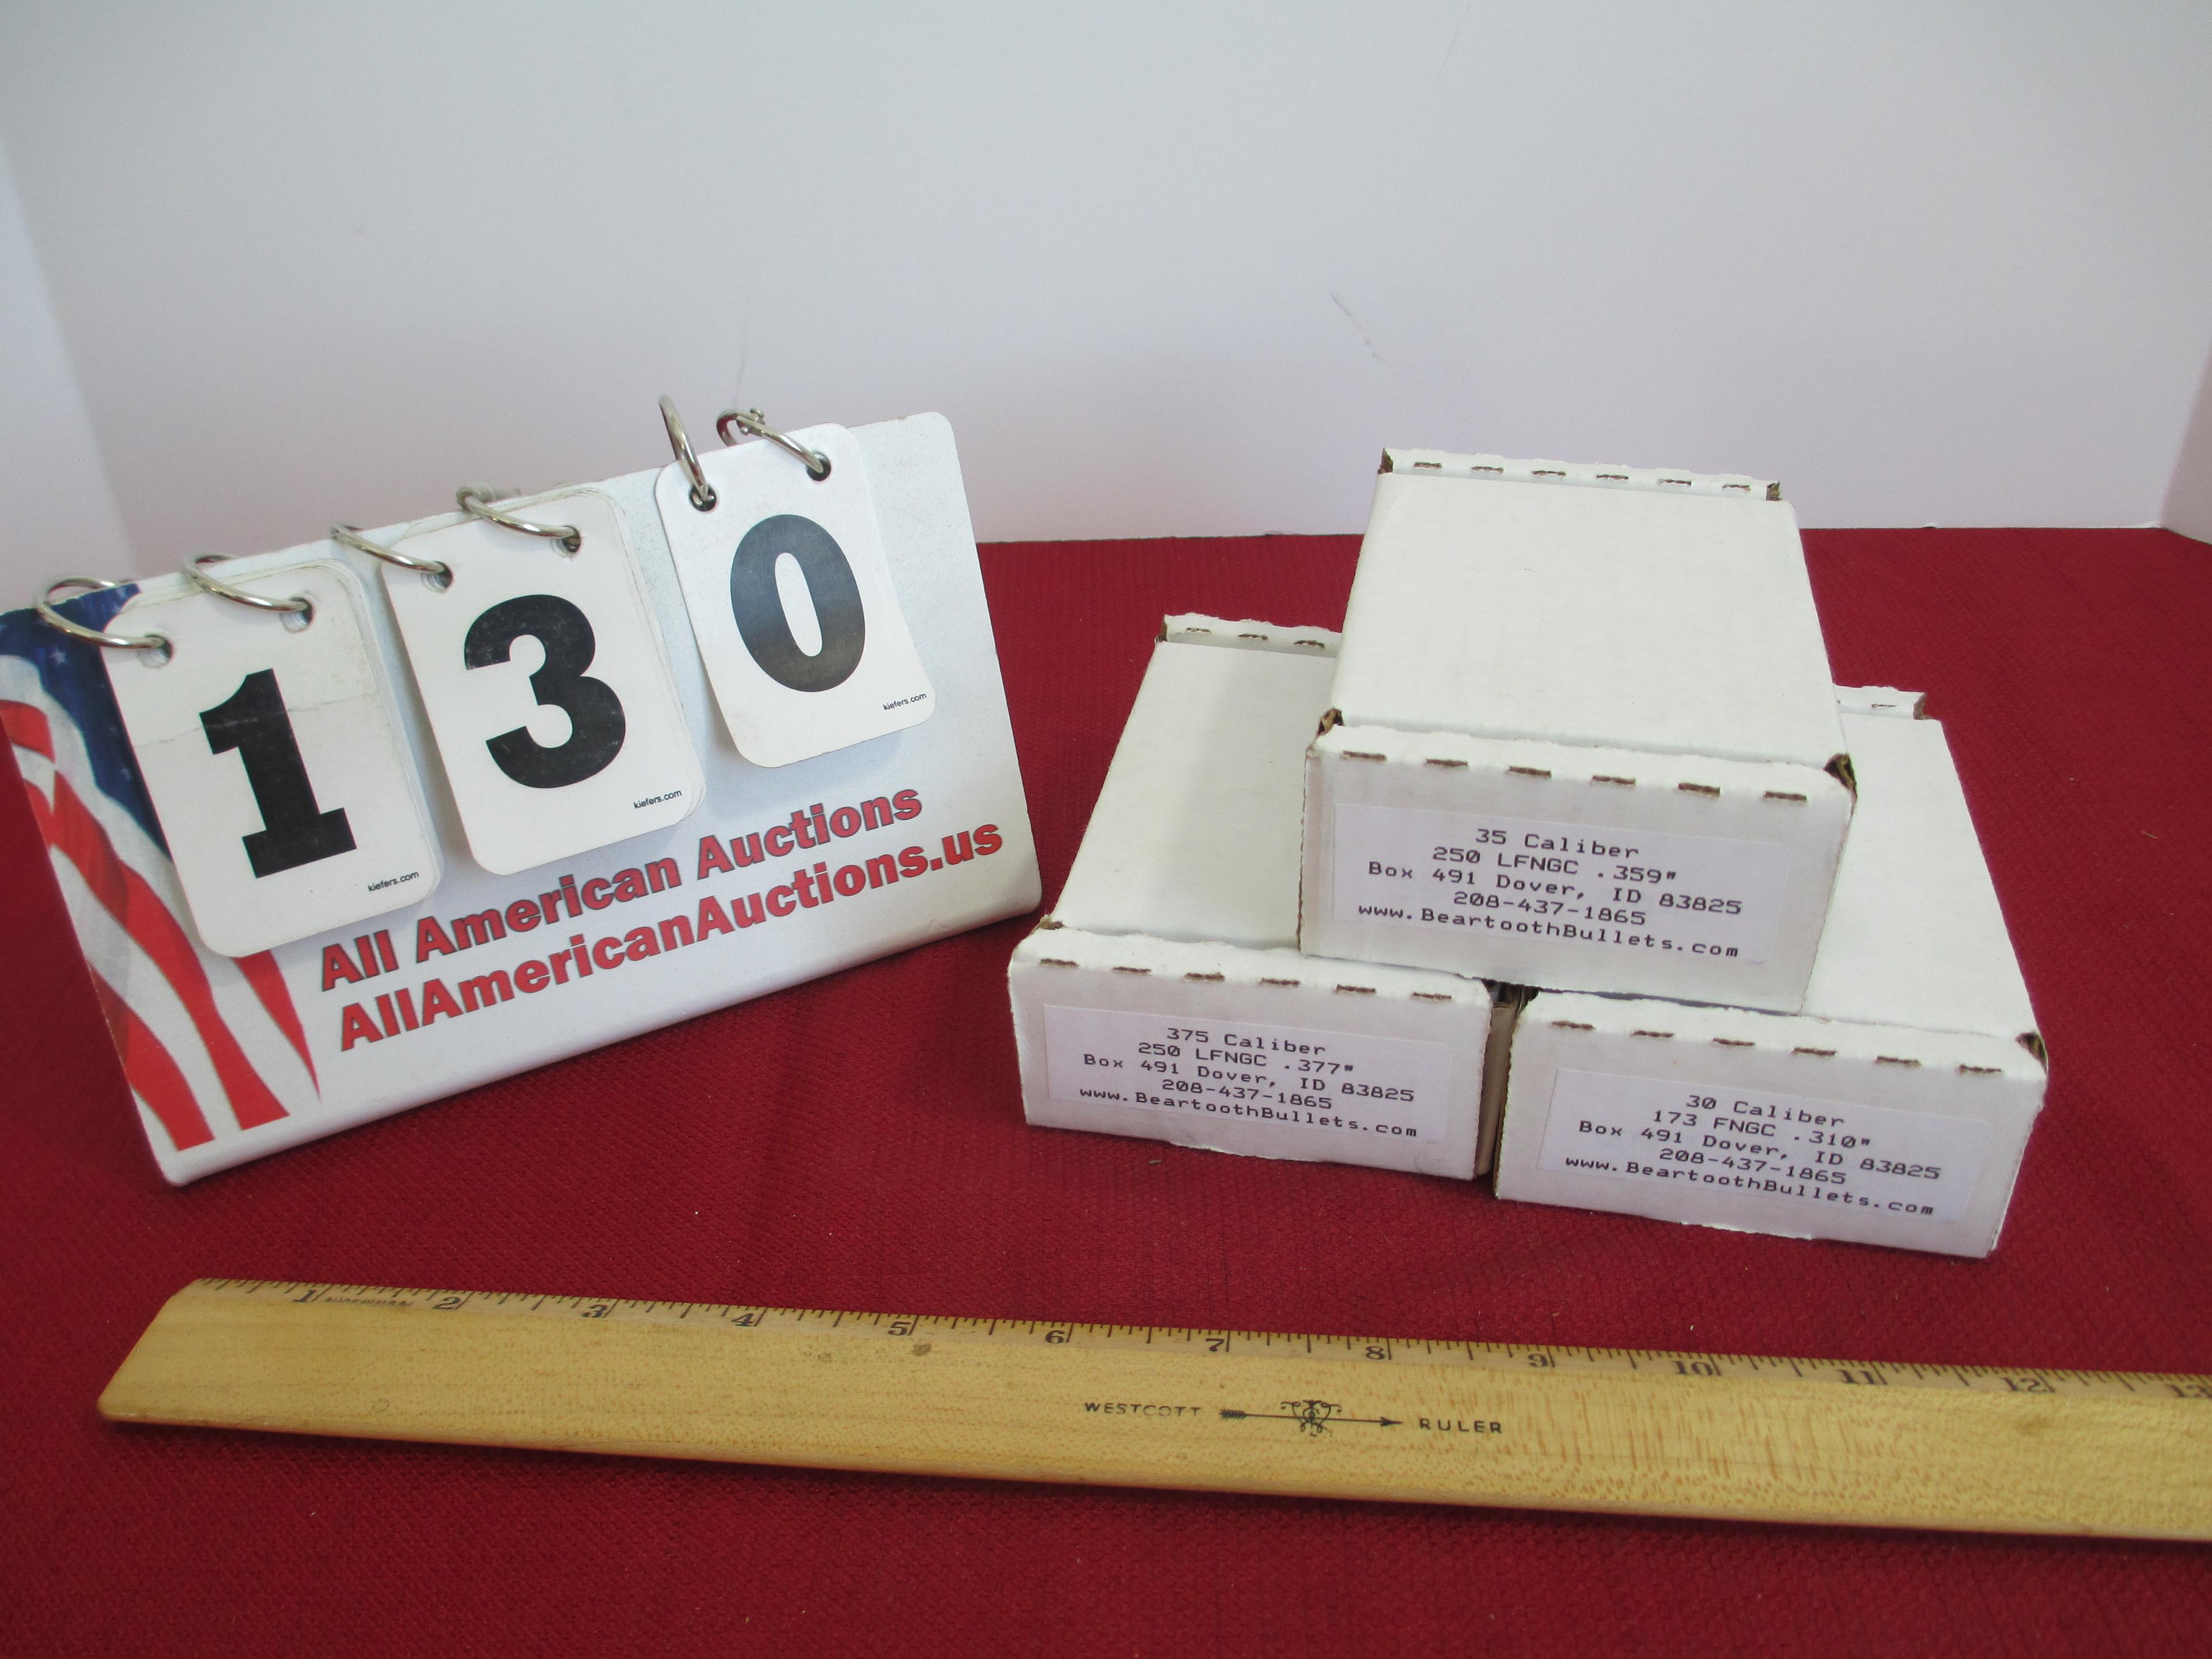 1 3 0
kiefers.com kiefers.com kiefers.com
All American Auctions
AllAmericanAuctions.us
35 Caliber
250 LFNGC .359"
Box 491 Dover, ID 83825
208-437-1865
www.BeartoothBullets.com
375 Caliber
250 LFNGC .377"
Box 491 Dover, ID 83825
208-437-1865
www.BeartoothBullets.com
30 Caliber
173 FNGC .310"
Box 491 Dover, ID 83825
208-437-1865
www.BeartoothBullets.com
1 2 3 4 5 6 7 8 9 10 11 12 13
WESTCOTT RULER